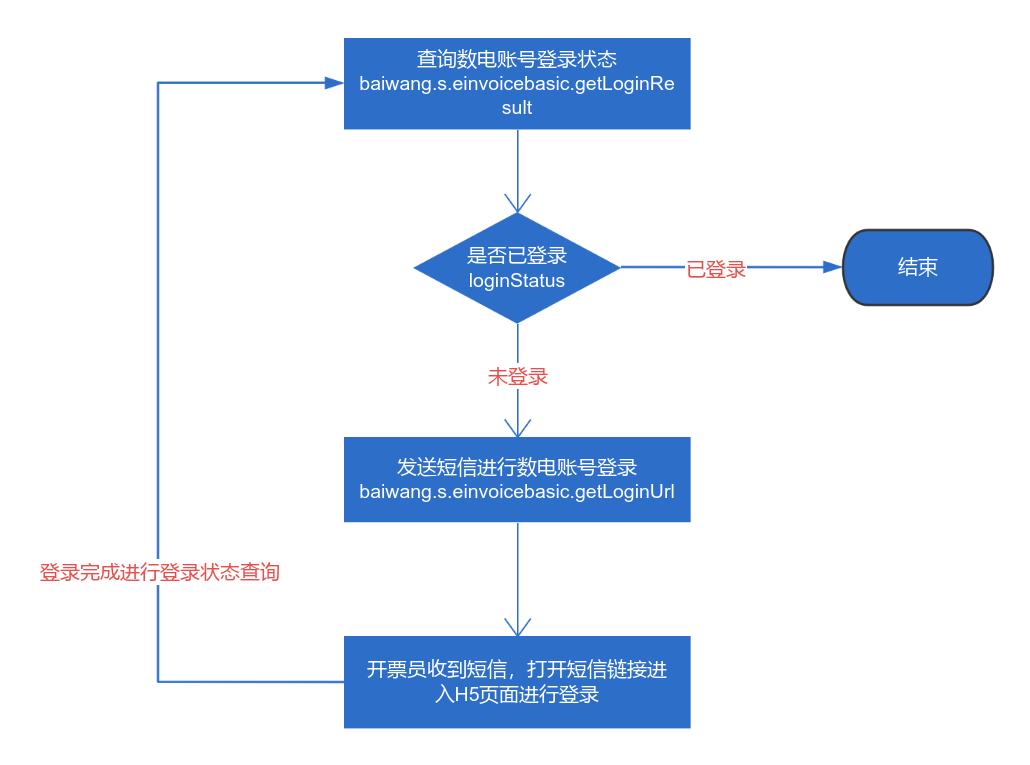 查询数电账号登录状态
baiwang.s.einvoicebasic.getLoginRe
sult
是否已登录
loginStatus
已登录
结束
未登录
发送短信进行数电账号登录
baiwang.s.einvoicebasic.getLoginUrl
登录完成进行登录状态查询
开票员收到短信，打开短信链接进
入H5页面进行登录